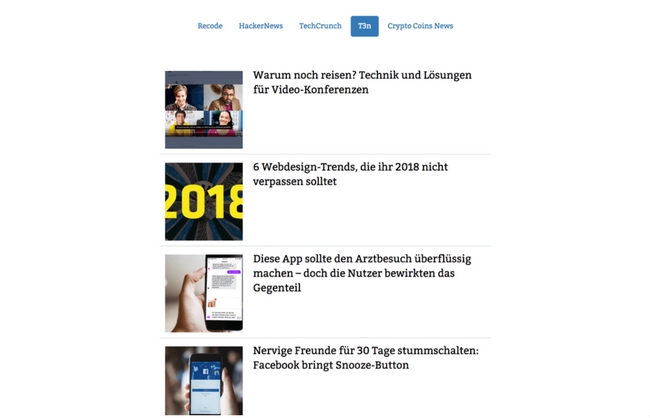 Recode HackerNews TechCrunch T3n Crypto Coins News
Warum noch reisen? Technik und Lösungen
für Video-Konferenzen
6 Webdesign-Trends, die ihr 2018 nicht
verpassen solltet
2018
Diese App sollte den Arztbesuch überflüssig
machen – doch die Nutzer bewirkten das
Gegenteil
Nervige Freunde für 30 Tage stummschalten:
Facebook bringt Snooze-Button